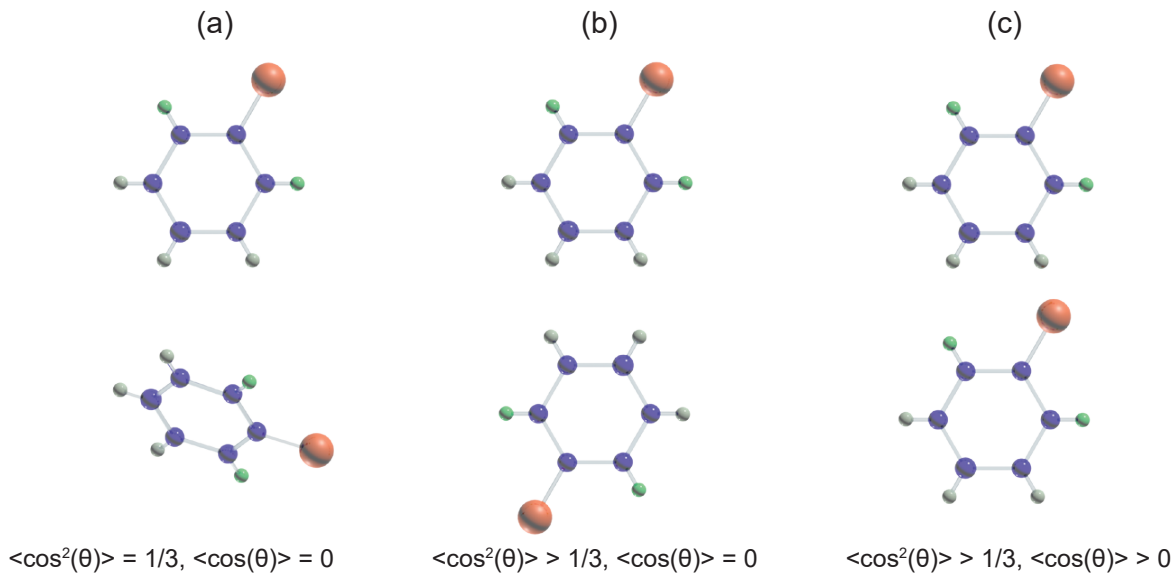 (a) (b) (c)
<cos²(θ)> = 1/3, <cos(θ)> = 0 <cos²(θ)> > 1/3, <cos(θ)> = 0 <cos²(θ)> > 1/3, <cos(θ)> > 0